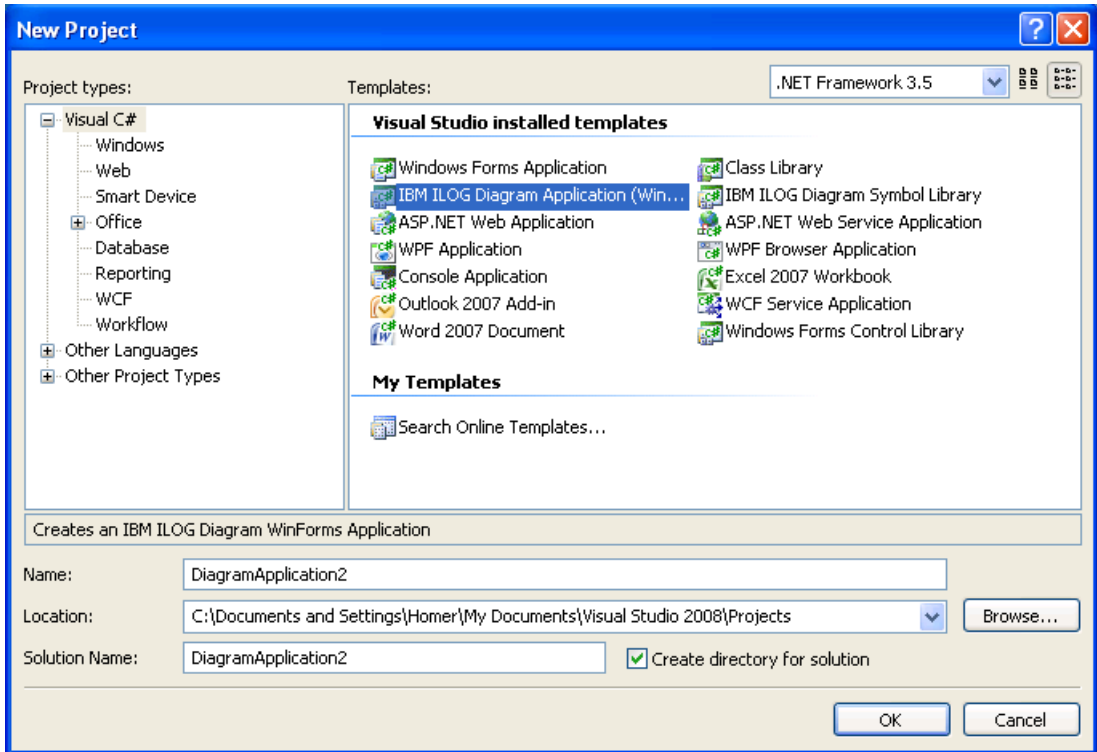 New Project
Project types:
Templates:
.NET Framework 3.5
Visual C#
Windows
Web
Smart Device
Office
Database
Reporting
WCF
Workflow
Other Languages
Other Project Types
Visual Studio installed templates
Windows Forms Application
Class Library
IBM ILOG Diagram Application (Win...
IBM ILOG Diagram Symbol Library
ASP.NET Web Application
ASP.NET Web Service Application
WPF Application
WPF Browser Application
Console Application
Excel 2007 Workbook
Outlook 2007 Add-in
WCF Service Application
Word 2007 Document
Windows Forms Control Library
My Templates
Search Online Templates...
Creates an IBM ILOG Diagram WinForms Application
Name:
DiagramApplication2
Location:
C:\Documents and Settings\Homer\My Documents\Visual Studio 2008\Projects
Browse...
Solution Name:
DiagramApplication2
Create directory for solution
OK
Cancel